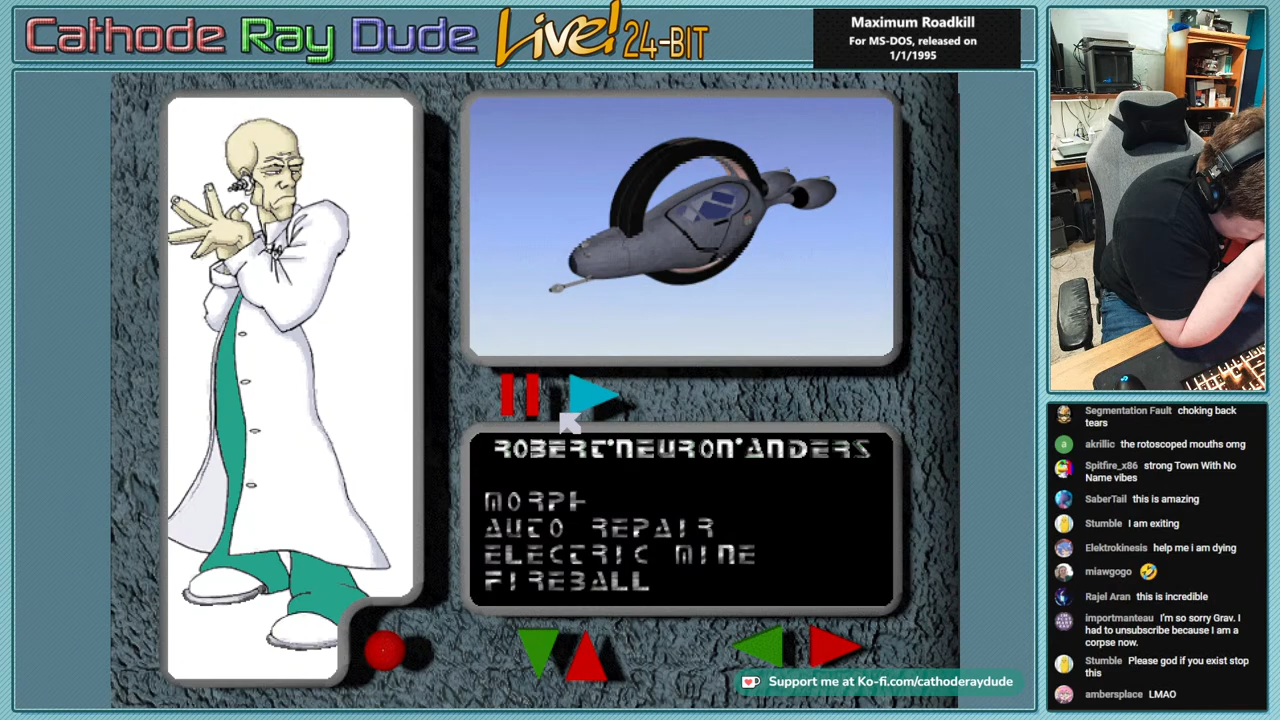 Cathode Ray Dude Live! 24-BIT
Maximum Roadkill
For MS-DOS, released on
1/1/1995
ROBERT"NEURON"ANDERS
MORPH
AUTO REPAIR
ELECTRIC MINE
FIREBALL
Support me at Ko-fi.com/cathoderaydude
Segmentation Fault choking back
tears
a akrillic the rotoscoped mouths omg
Spitfire_x86 strong Town With No
Name vibes
SaberTail this is amazing
Stumble I am exiting
Elektrokinesis help me i am dying
miawgogo 🤣
Rajel Aran this is incredible
importmanteau I'm so sorry Grav. I
had to unsubscribe because I am a
corpse now.
Stumble Please god if you exist stop
this
ambersplace LMAO